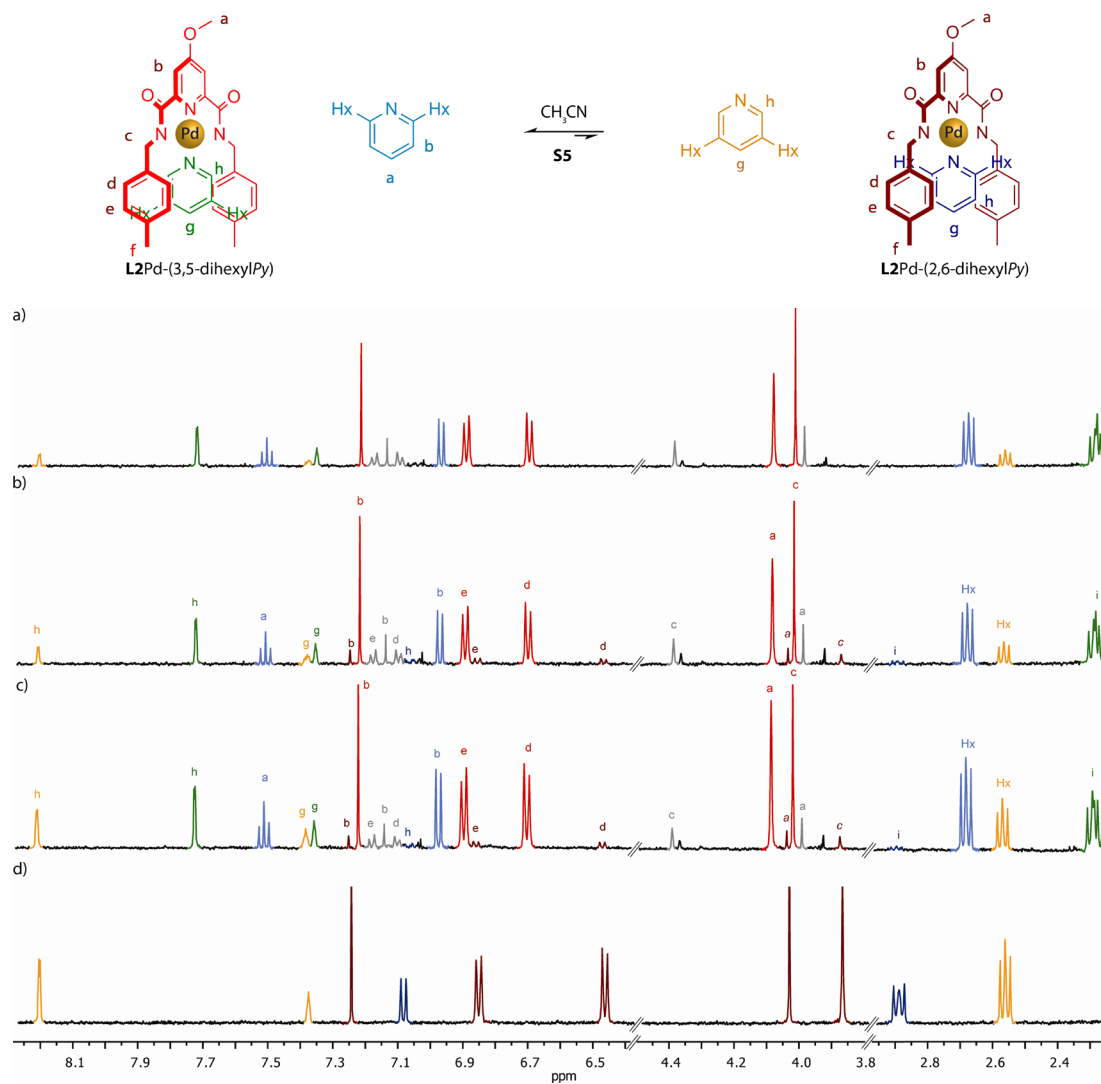 a
O
b
N
O
O
Pd
c
N
N
N
h
d
e
Hx
Hx
g
f
L2Pd-(3,5-dihexylPy)
N
Hx
Hx
b
a
CH3CN
S5
N
h
Hx
Hx
g
a
O
b
N
O
O
Pd
c
N
N
Hx
N
Hx
d
h
e
g
f
L2Pd-(2,6-dihexylPy)
a)
b)
h
h
a
g
g
b
b
e
b
d
h
b
e
e
d
d
c
a
a
c
a
c
i
Hx
Hx
i
c)
h
h
a
g
g
b
b
e
b
d
h
b
e
e
d
d
c
a
a
c
a
c
i
Hx
Hx
i
d)
8.1 7.9 7.7 7.5 7.3 7.1 6.9 6.7 6.5 4.4 4.2 4.0 3.8 2.8 2.6 2.4
ppm